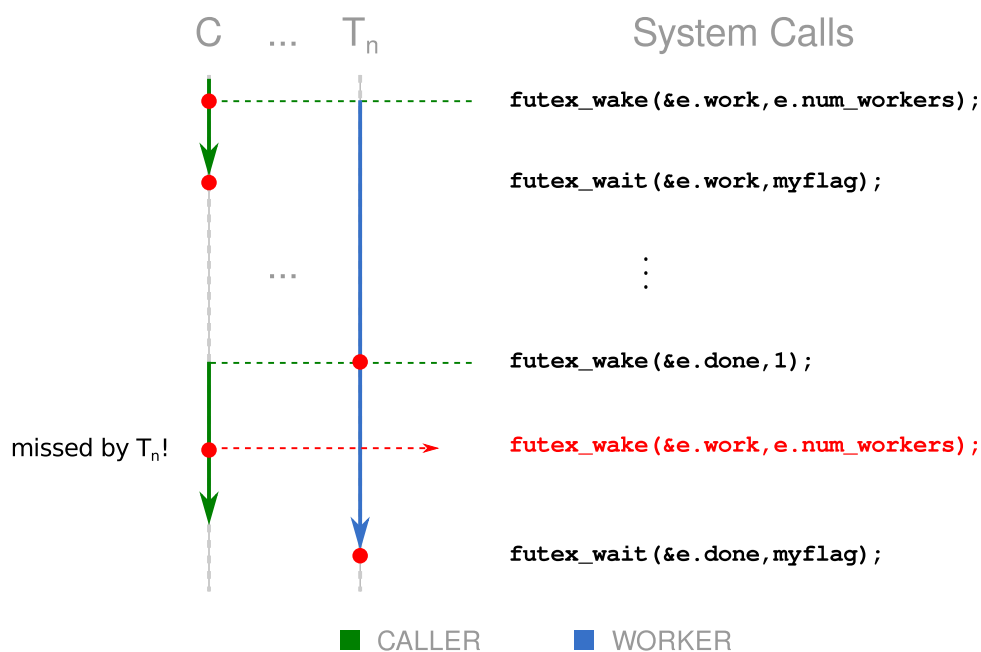 C ... Tn System Calls
futex_wake(&e.work,e.num_workers);
futex_wait(&e.work,myflag);
...
⋮
futex_wake(&e.done,1);
missed by Tn! futex_wake(&e.work,e.num_workers);
futex_wait(&e.done,myflag);
CALLER WORKER